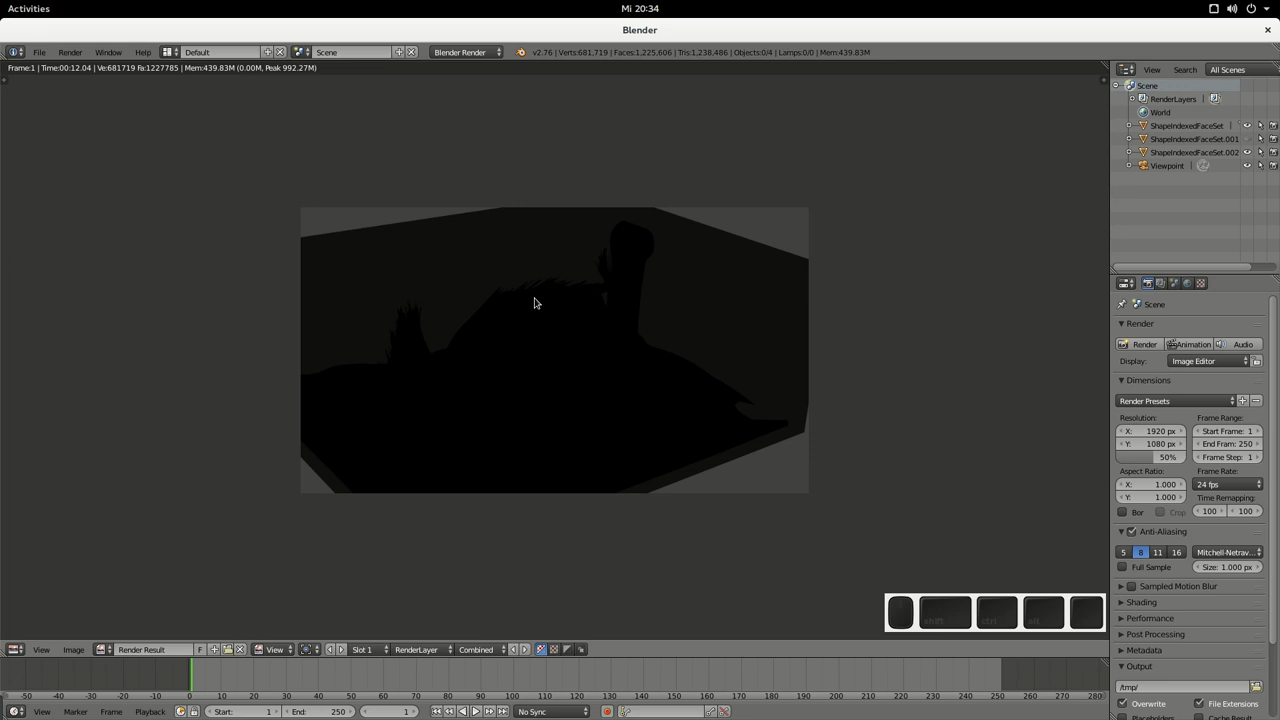 Activities Mi 20:34
Blender ×
File Render Window Help Default Scene Blender Render v2.76 | Verts:681,719 | Faces:1,225,606 | Tris:1,238,486 | Objects:0/4 | Lamps:0/0 | Mem:439.83M
Frame:1 | Time:00:12.04 | Ve:681719 Fa:1227785 | Mem:439.83M (0.00M, Peak 992.27M)
View Search All Scenes
Scene
RenderLayers |
World
ShapeIndexedFaceSet |
ShapeIndexedFaceSet.001
ShapeIndexedFaceSet.002
Viewpoint |
Scene
Render
Render Animation Audio
Display: Image Editor
Dimensions
Render Presets
Resolution: Frame Range:
X: 1920 px Start Frame: 1
Y: 1080 px End Fram: 250
50% Frame Step: 1
Aspect Ratio: Frame Rate:
X: 1.000 24 fps
Y: 1.000 Time Remapping:
Bor Crop 100 100
Anti-Aliasing
5 8 11 16 Mitchell-Netrav...
Full Sample Size: 1.000 px
Sampled Motion Blur
Shading
Performance
Post Processing
Metadata
Output
/tmp/
Overwrite File Extensions
Placeholders Cache Result
shift ctrl alt
View Image Render Result F View Slot 1 RenderLayer Combined
-50 -40 -30 -20 -10 0 10 20 30 40 50 60 70 80 90 100 110 120 130 140 150 160 170 180 190 200 210 220 230 240 250 260 270 280
View Marker Frame Playback Start: 1 End: 250 1 No Sync